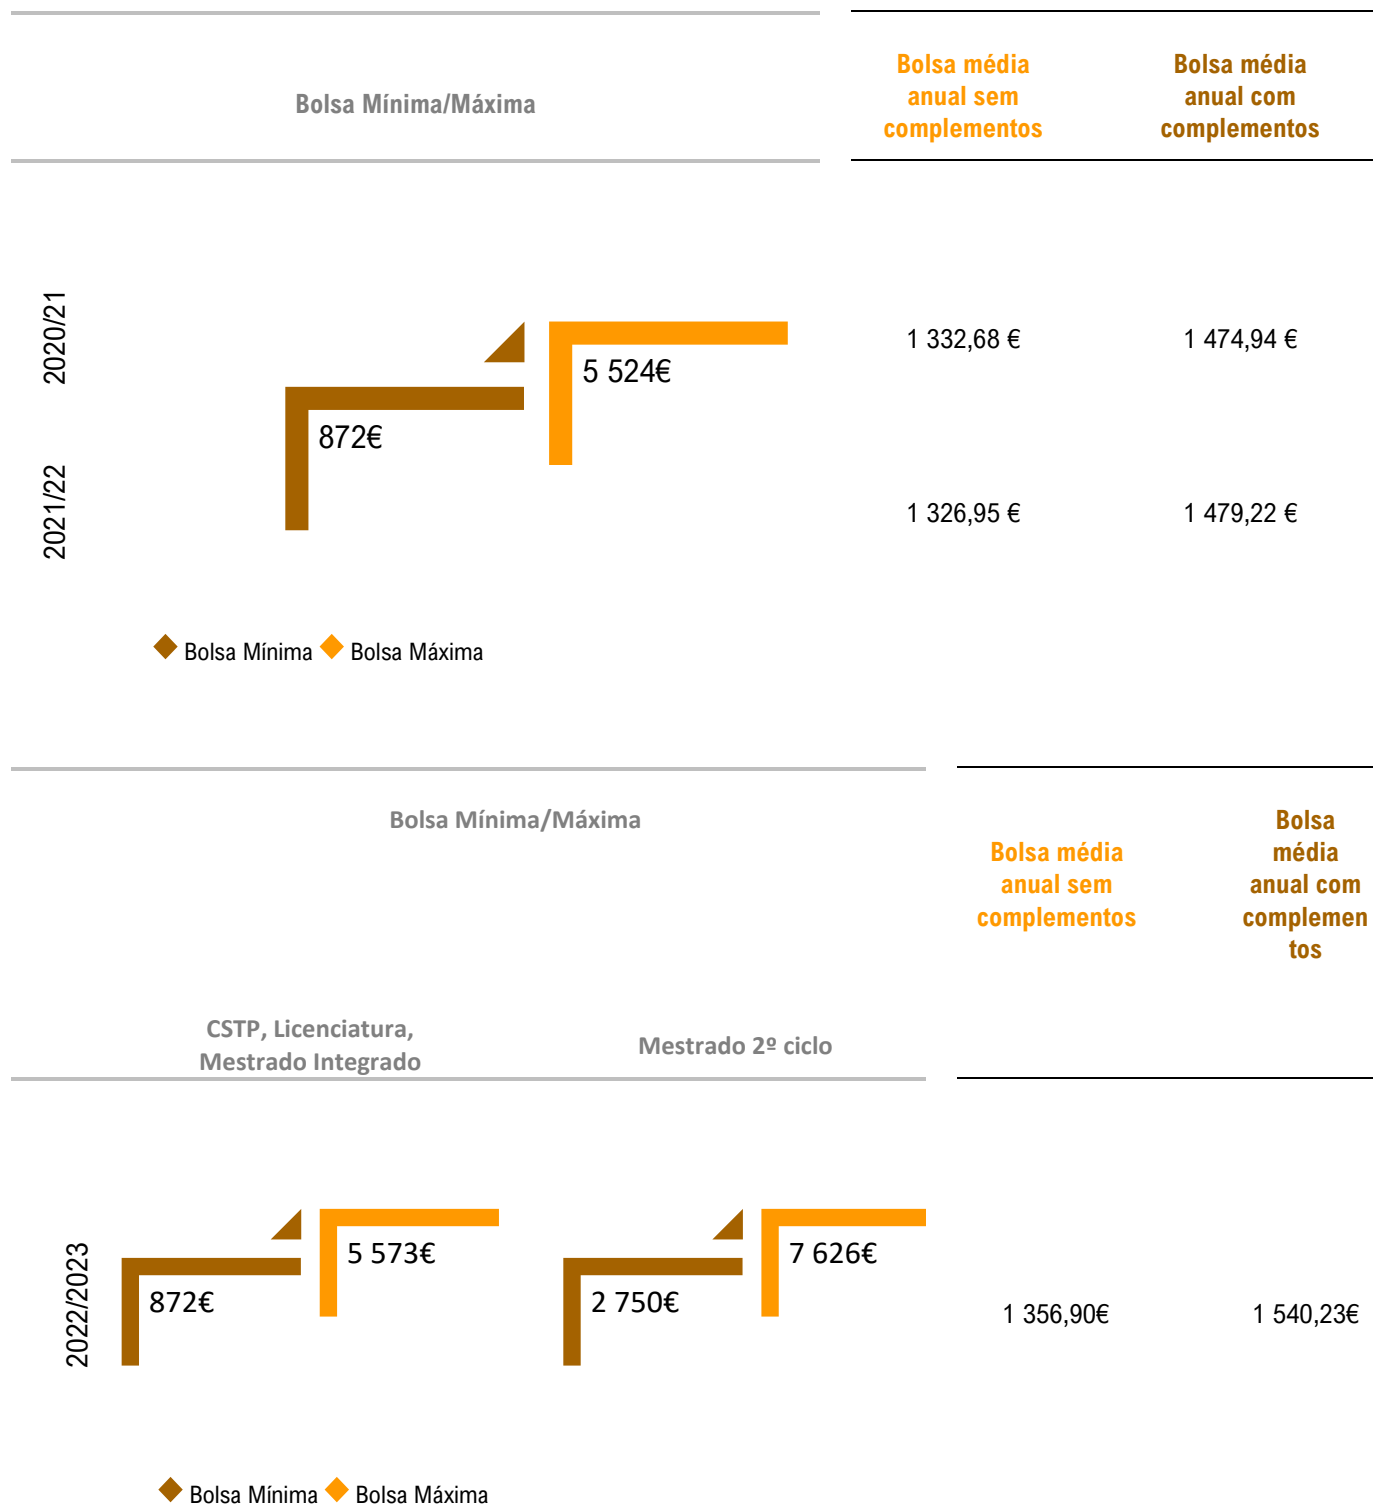 Bolsa Mínima/Máxima
Bolsa média
anual sem
complementos
Bolsa média
anual com
complementos
2020/21
872€
5 524€
1 332,68 €
1 474,94 €
2021/22
1 326,95 €
1 479,22 €
Bolsa Mínima Bolsa Máxima
Bolsa Mínima/Máxima
Bolsa média
anual sem
complementos
Bolsa
média
anual com
complemen
tos
CSTP, Licenciatura,
Mestrado Integrado
Mestrado 2º ciclo
2022/2023
872€
5 573€
2 750€
7 626€
1 356,90€
1 540,23€
Bolsa Mínima Bolsa Máxima